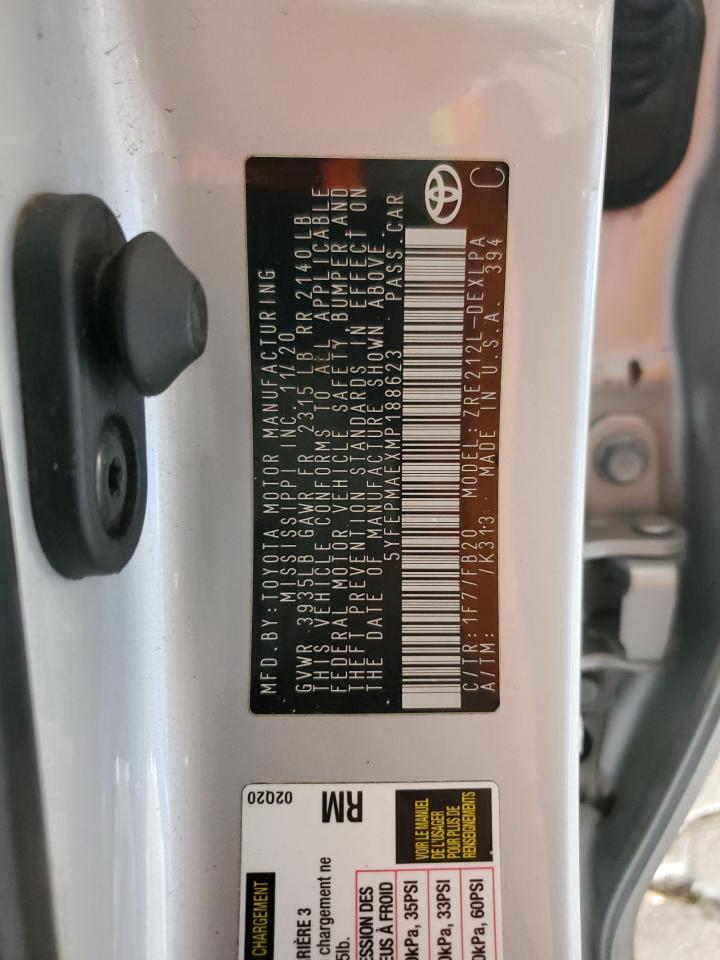 MFD.BY:TOYOTA MOTOR MANUFACTURING
MISSISSIPPI INC. 11/20
GVWR 3935LB GAWR FR 2315 LB RR 2140LB
THIS VEHICLE CONFORMS TO ALL APPLICABLE
FEDERAL MOTOR VEHICLE SAFETY, BUMPER AND
THEFT PREVENTION STANDARDS IN EFFECT ON
THE DATE OF MANUFACTURE SHOWN ABOVE.
5YFEPMAEXMP188623 PASS.CAR
C/TR: 1F7/FB20 MODEL: ZRE212L-DEXLPA
A/TM: /K313 MADE IN U.S.A. 394
C
02Q20
RM
VOIR LE MANUEL
DE L'USAGER
POUR PLUS DE
RENSEIGNEMENTS
CHARGEMENT
RIÈRE 3
chargement ne
5lb.
ESSION DES
EUS À FROID
0kPa, 35PSI
0kPa, 33PSI
0kPa, 60PSI